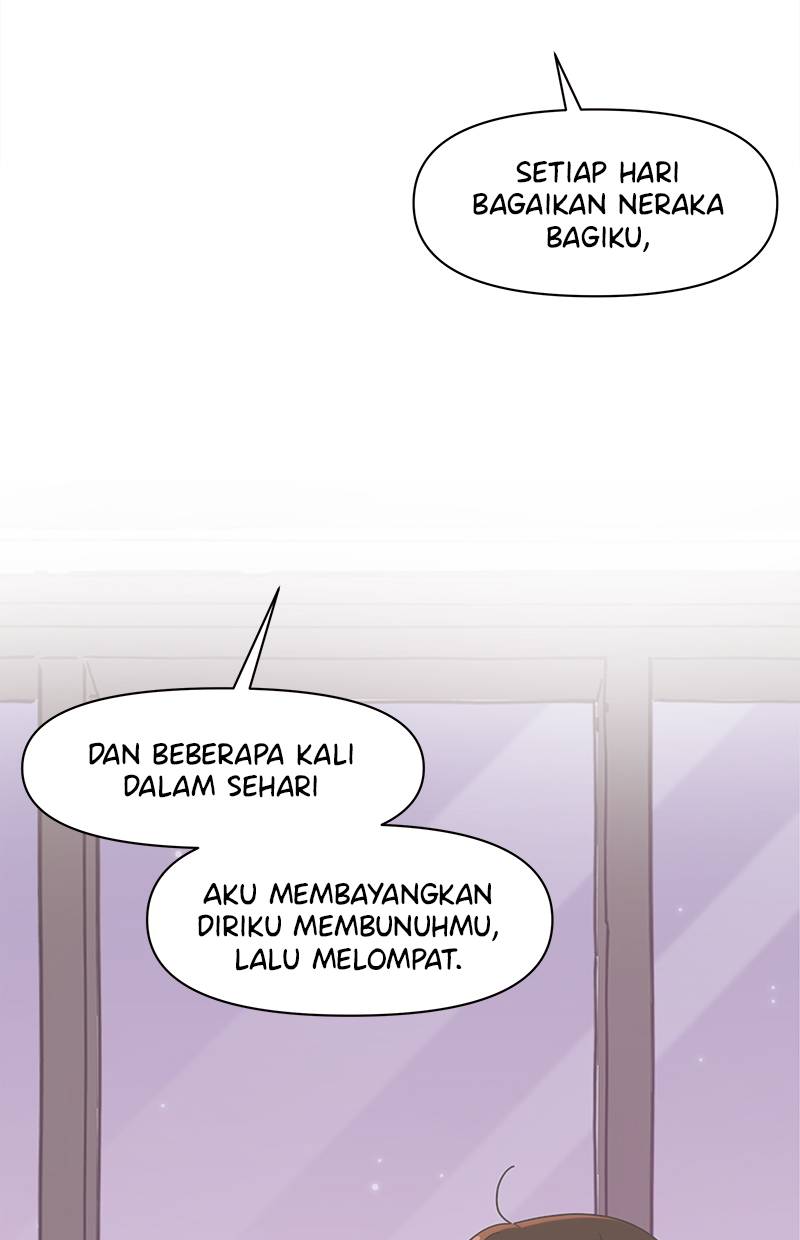 SETIAP HARI
BAGAIKAN NERAKA
BAGIKU,
DAN BEBERAPA KALI
DALAM SEHARI
AKU MEMBAYANGKAN
DIRIKU MEMBUNUHMU,
LALU MELOMPAT.